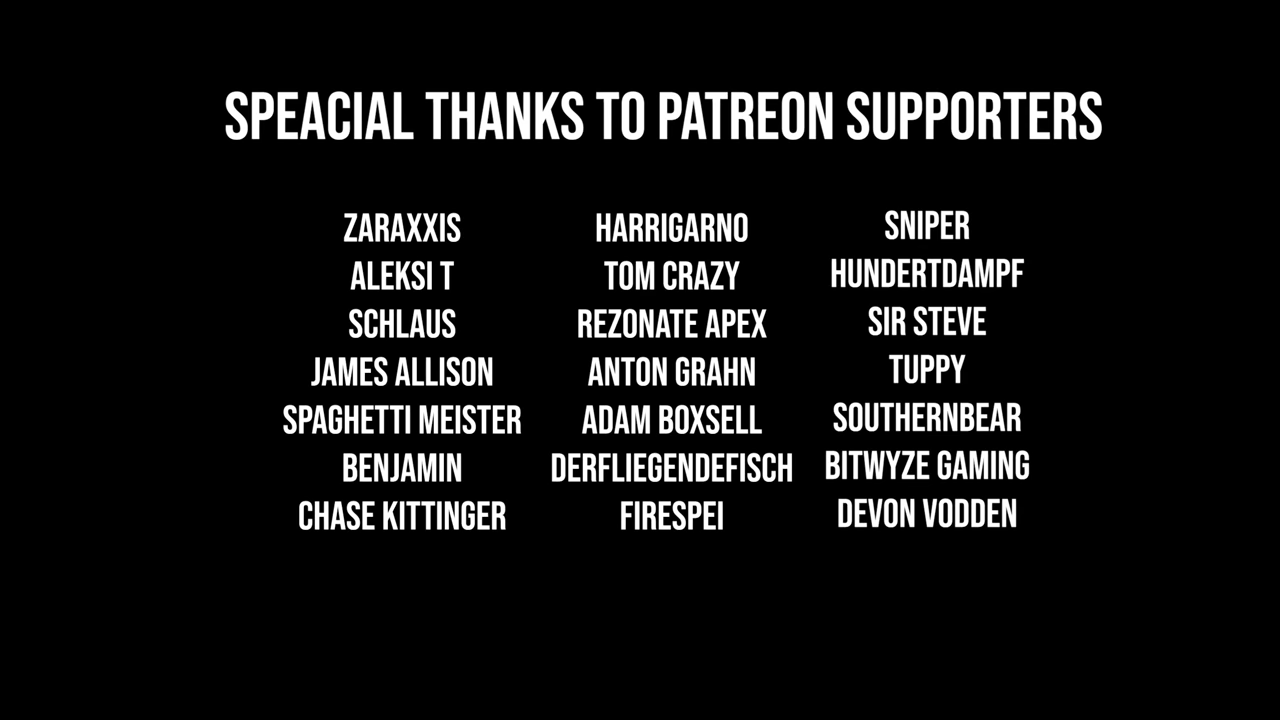 SPEACIAL THANKS TO PATREON SUPPORTERS
ZARAXXIS
ALEKSI T
SCHLAUS
JAMES ALLISON
SPAGHETTI MEISTER
BENJAMIN
CHASE KITTINGER
HARRIGARNO
TOM CRAZY
REZONATE APEX
ANTON GRAHN
ADAM BOXSELL
DERFLIEGENDEFISCH
FIRESPEI
SNIPER
HUNDERTDAMPF
SIR STEVE
TUPPY
SOUTHERNBEAR
BITWYZE GAMING
DEVON VODDEN